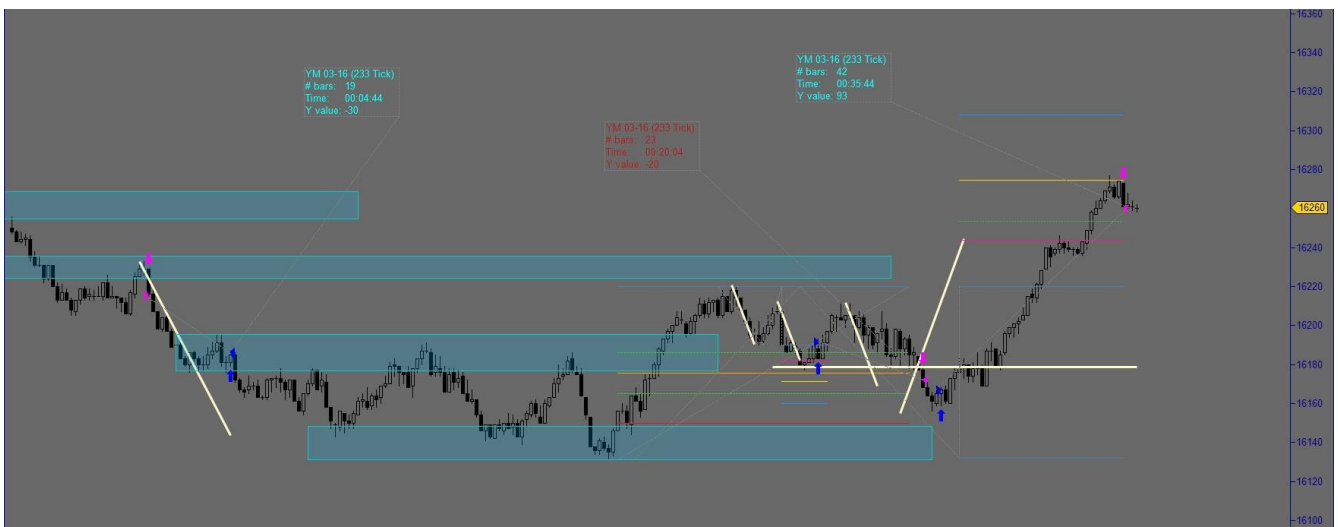 YM 03-16 (233 Tick)
# bars: 19
Time: 00:04:44
Y value: -30
YM 03-16 (233 Tick)
# bars: 23
Time: 00:20:04
Y value: -20
YM 03-16 (233 Tick)
# bars: 42
Time: 00:35:44
Y value: 93
16360
16340
16320
16300
16280
16260
16240
16220
16200
16180
16160
16140
16120
16100